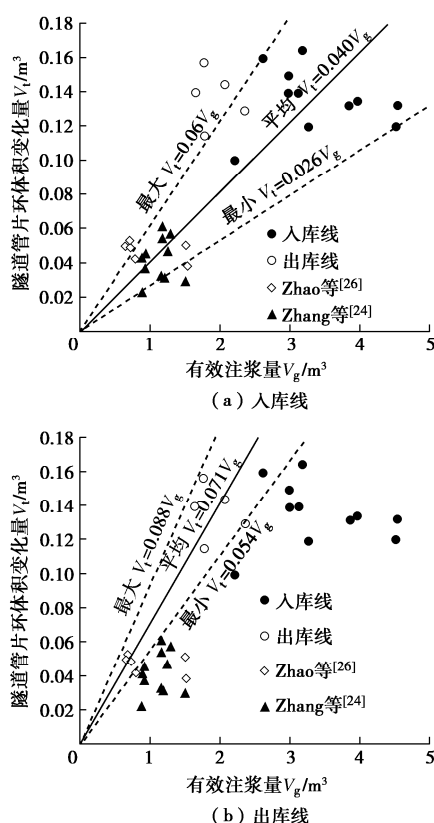 0.18
0.16
0.14
0.12
0.10
0.08
0.06
0.04
0.02
0
1
2
3
4
5
隧道管片环体积变化量Vt/m³
有效注浆量Vg/m³
最大 Vt=0.06Vg
平均 Vt=0.040Vg
最小 Vt=0.026Vg
入库线
出库线
Zhao等[26]
Zhang等[24]
(a) 入库线
0.18
0.16
0.14
0.12
0.10
0.08
0.06
0.04
0.02
0
1
2
3
4
5
隧道管片环体积变化量Vt/m³
有效注浆量Vg/m³
最大 Vt=0.088Vg
平均 Vt=0.071Vg
最小 Vt=0.054Vg
入库线
出库线
Zhao等[26]
Zhang等[24]
(b) 出库线